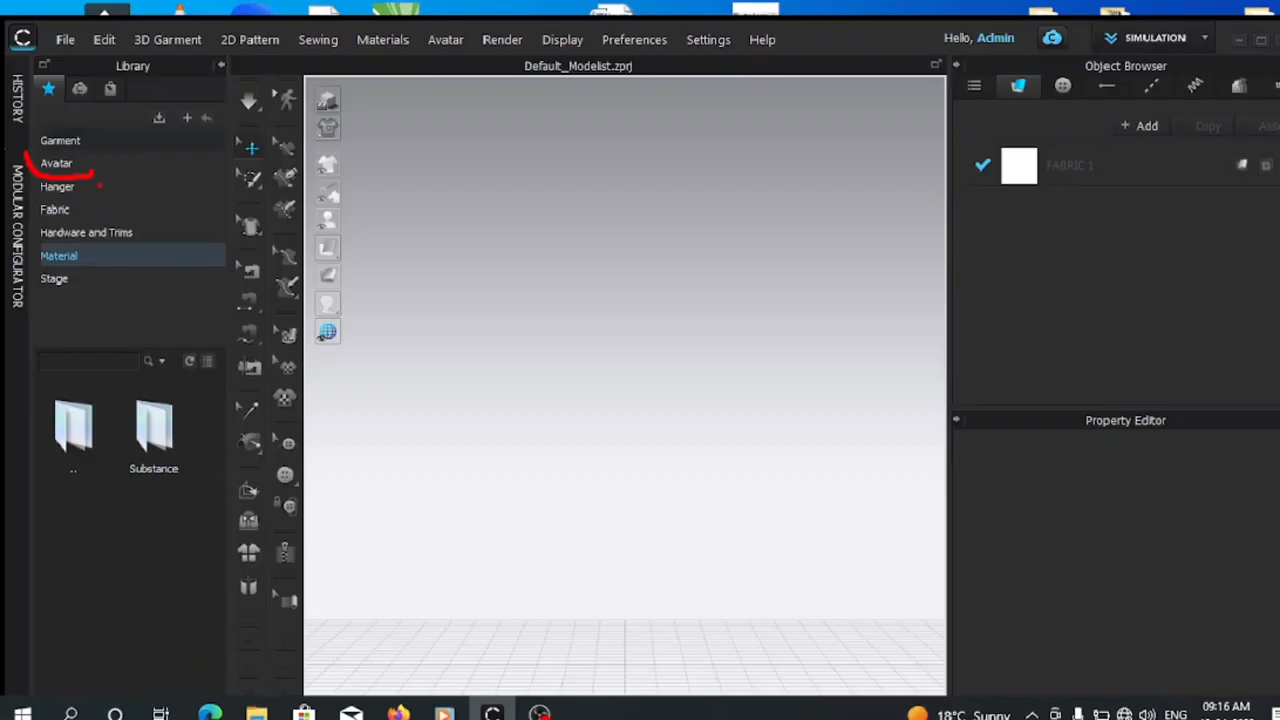 File Edit 3D Garment 2D Pattern Sewing Materials Avatar Render Display Preferences Settings Help Hello, Admin SIMULATION
Library
Default_Modelist.zprj
Object Browser
HISTORY
MODULAR CONFIGURATOR
Garment
Avatar
Hanger
Fabric
Hardware and Trims
Material
Stage
..
Substance
+ Add
Copy
FABRIC 1
Property Editor
18°C Sunny
ENG
09:16 AM